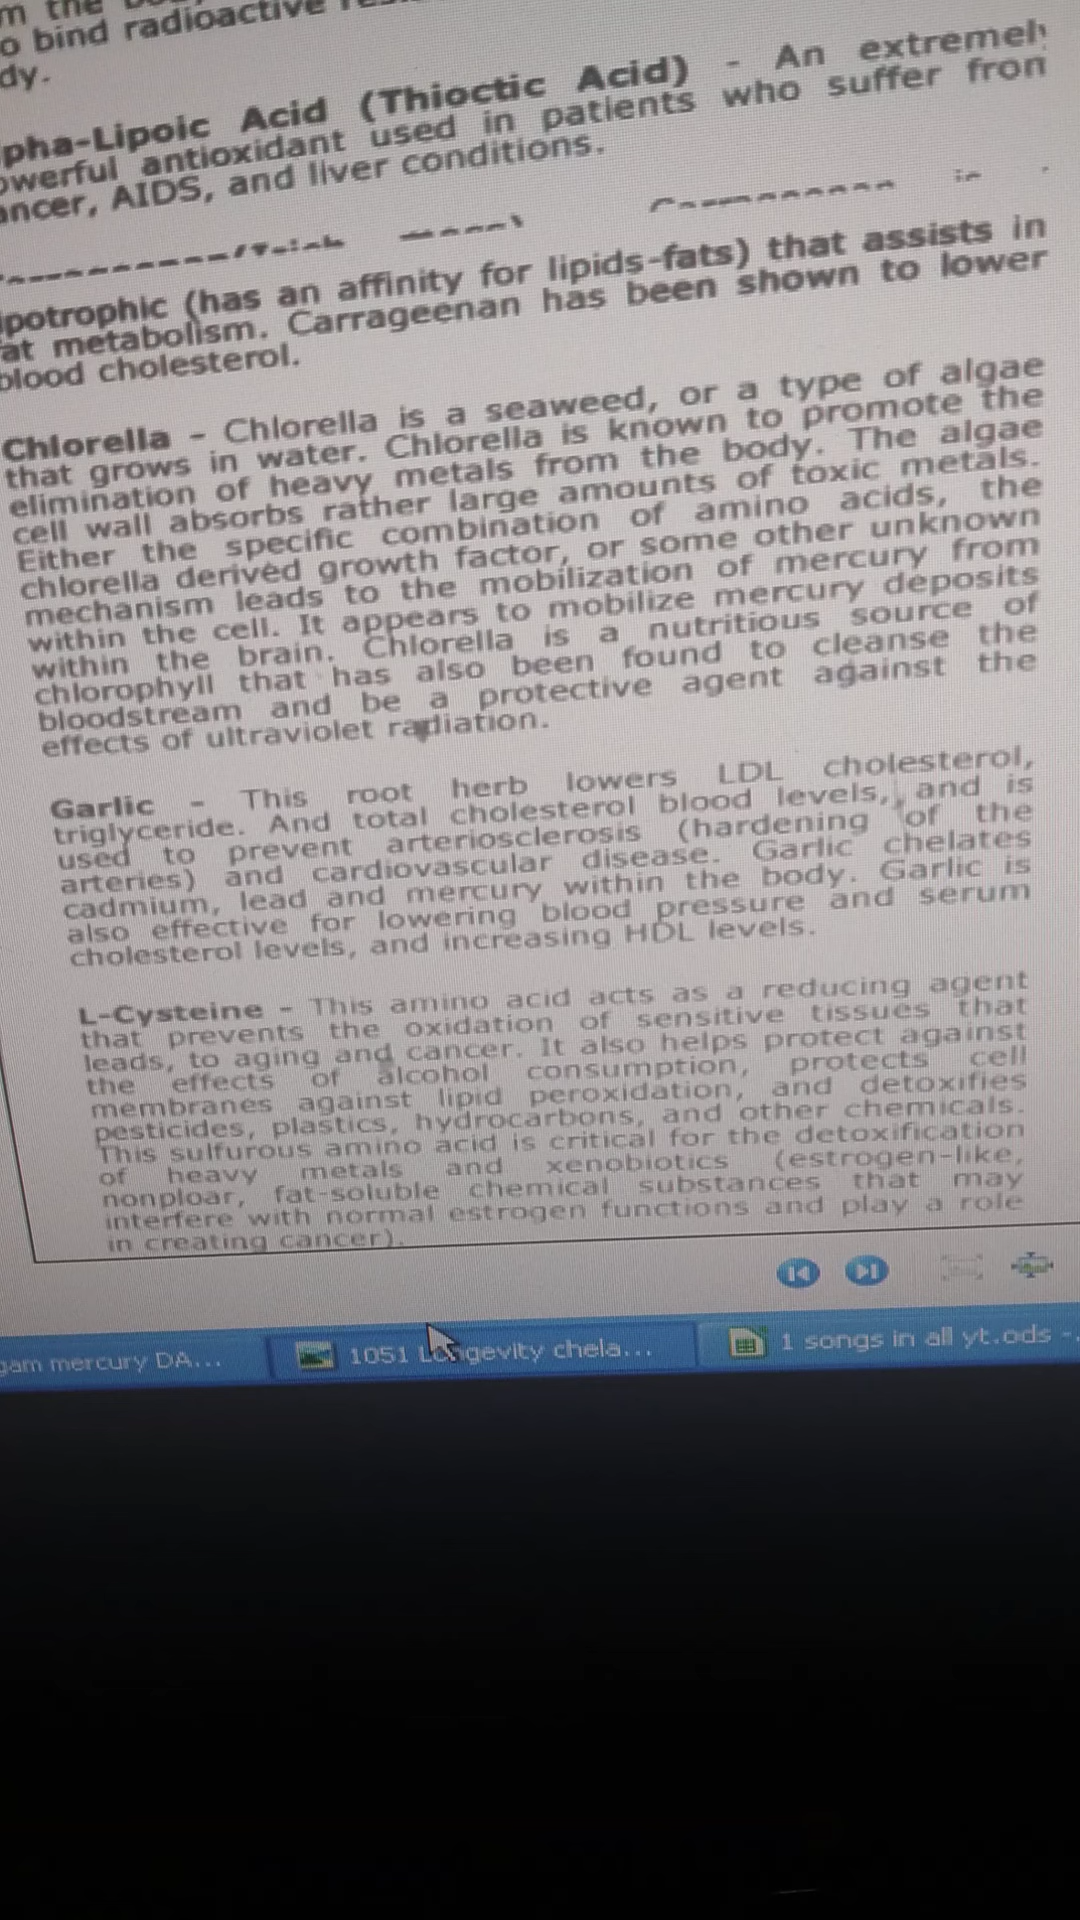 m the
o bind radioactive
dy.
pha-Lipoic Acid (Thioctic Acid) - An extremely
owerful antioxidant used in patients who suffer from
ancer, AIDS, and liver conditions.
ipotrophic (has an affinity for lipids-fats) that assists in
at metabolism. Carrageenan has been shown to lower
blood cholesterol.
Chlorella - Chlorella is a seaweed, or a type of algae
that grows in water. Chlorella is known to promote the
elimination of heavy metals from the body. The algae
cell wall absorbs rather large amounts of toxic metals.
Either the specific combination of amino acids, the
chlorella derived growth factor, or some other unknown
mechanism leads to the mobilization of mercury from
within the cell. It appears to mobilize mercury deposits
within the brain. Chlorella is a nutritious source of
chlorophyll that has also been found to cleanse the
bloodstream and be a protective agent against the
effects of ultraviolet radiation.
Garlic - This root herb lowers LDL cholesterol,
triglyceride. And total cholesterol blood levels, and is
used to prevent arteriosclerosis (hardening of the
arteries) and cardiovascular disease. Garlic chelates
cadmium, lead and mercury within the body. Garlic is
also effective for lowering blood pressure and serum
cholesterol levels, and increasing HDL levels.
L-Cysteine - This amino acid acts as a reducing agent
that prevents the oxidation of sensitive tissues that
leads, to aging and cancer. It also helps protect against
the effects of alcohol consumption, protects cell
membranes against lipid peroxidation, and detoxifies
pesticides, plastics, hydrocarbons, and other chemicals.
This sulfurous amino acid is critical for the detoxification
of heavy metals and xenobiotics (estrogen-like,
nonploar, fat-soluble chemical substances that may
interfere with normal estrogen functions and play a role
in creating cancer).
gam mercury DA...
1051 Longevity chela...
1 songs in all yt.ods -